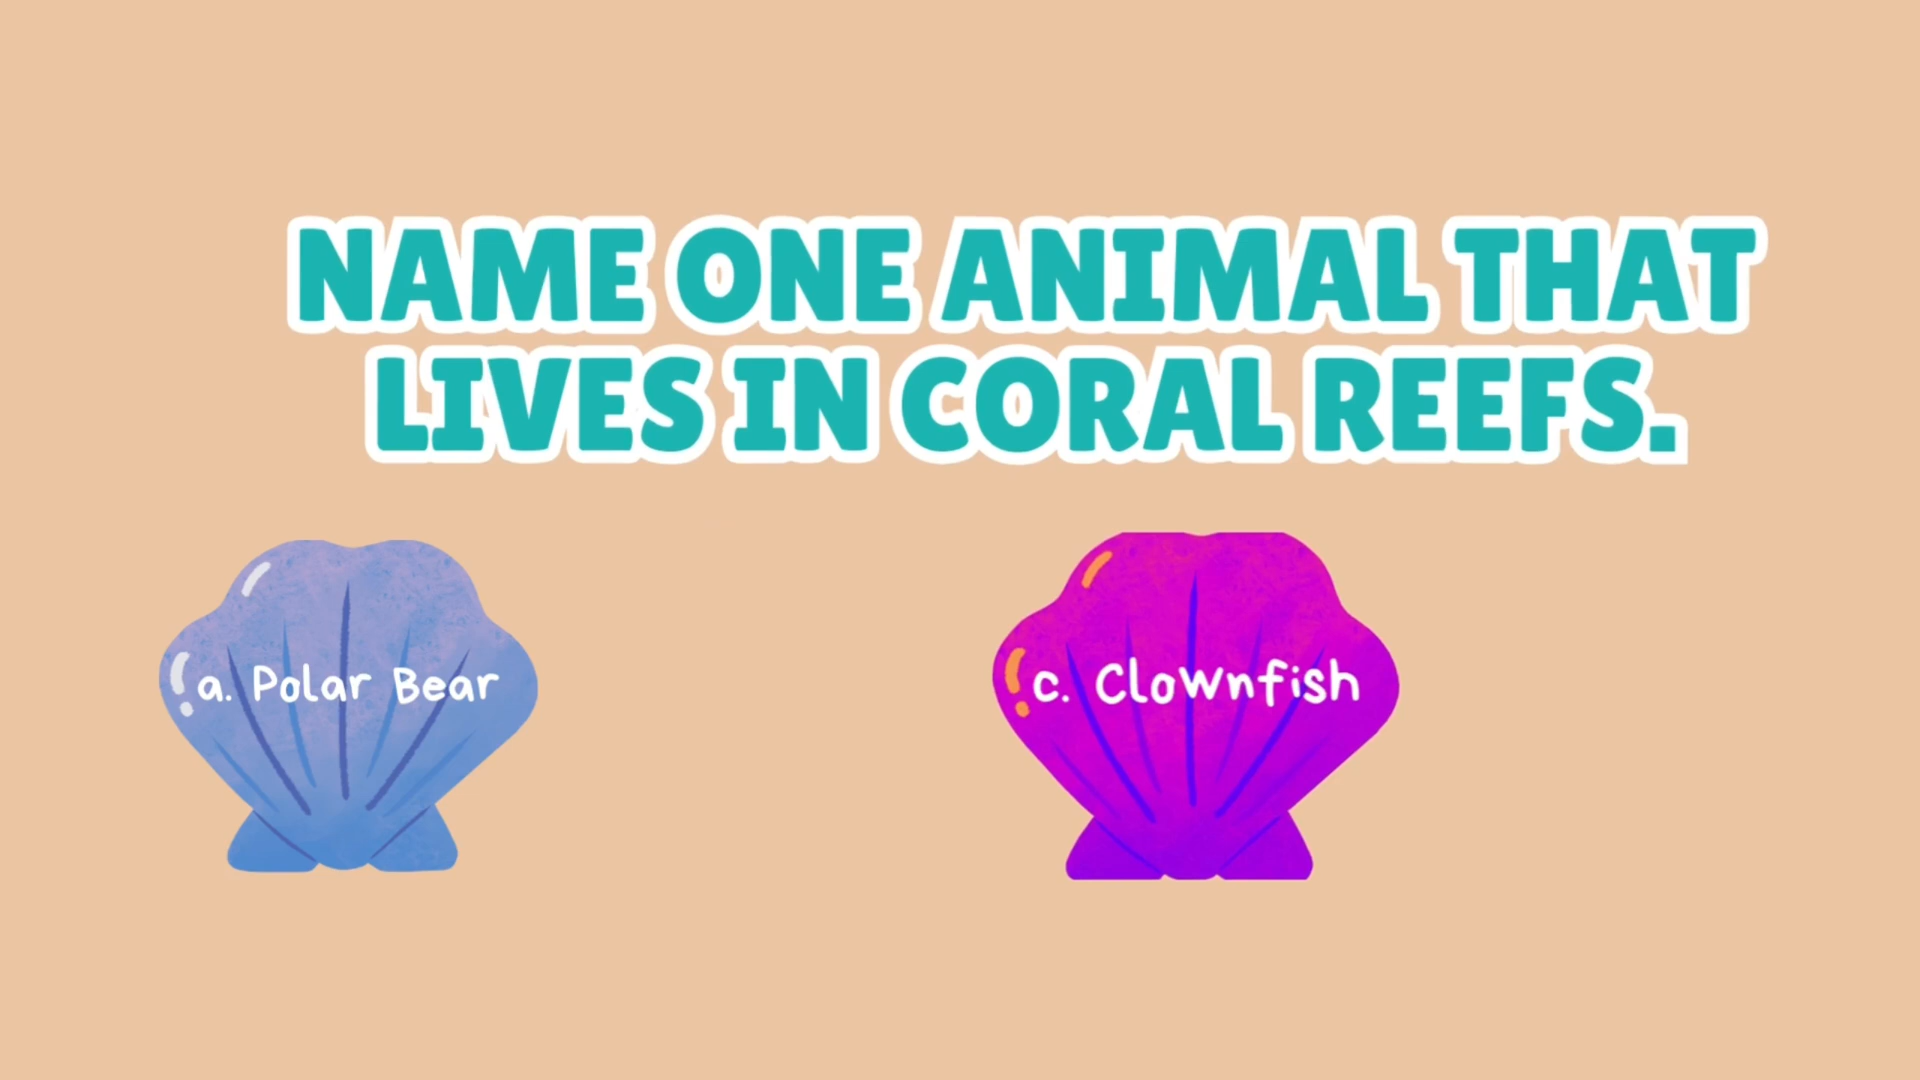 NAME ONE ANIMAL THAT
LIVES IN CORAL REEFS.
a. Polar Bear
c. Clownfish